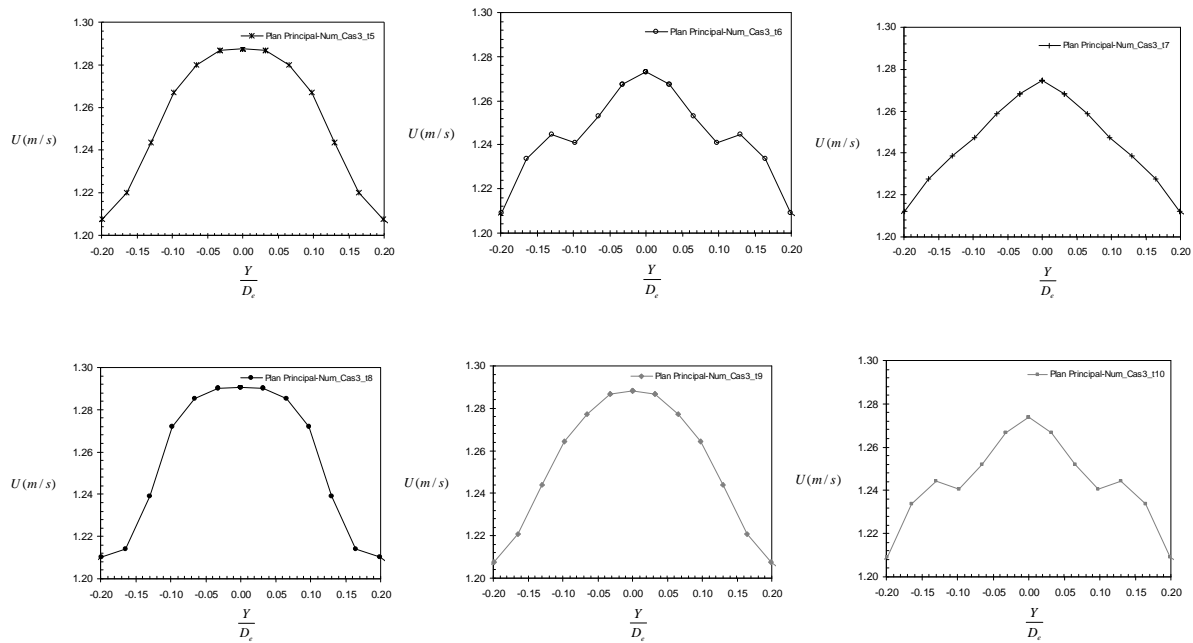 Plan Principal-Num_Cas3_t5
1.30
1.28
1.26
1.24
1.22
1.20
U(m/s)
-0.20 -0.15 -0.10 -0.05 0.00 0.05 0.10 0.15 0.20
Y
D_e
Plan Principal-Num_Cas3_t6
1.30
1.28
1.26
1.24
1.22
1.20
U(m/s)
-0.20 -0.15 -0.10 -0.05 0.00 0.05 0.10 0.15 0.20
Y
D_e
Plan Principal-Num_Cas3_t7
1.30
1.28
1.26
1.24
1.22
1.20
U(m/s)
-0.20 -0.15 -0.10 -0.05 0.00 0.05 0.10 0.15 0.20
Y
D_e
Plan Principal-Num_Cas3_t8
1.30
1.28
1.26
1.24
1.22
1.20
U(m/s)
-0.20 -0.15 -0.10 -0.05 0.00 0.05 0.10 0.15 0.20
Y
D_e
Plan Principal-Num_Cas3_t9
1.30
1.28
1.26
1.24
1.22
1.20
U(m/s)
-0.20 -0.15 -0.10 -0.05 0.00 0.05 0.10 0.15 0.20
Y
D_e
Plan Principal-Num_Cas3_t10
1.30
1.28
1.26
1.24
1.22
1.20
U(m/s)
-0.20 -0.15 -0.10 -0.05 0.00 0.05 0.10 0.15 0.20
Y
D_e